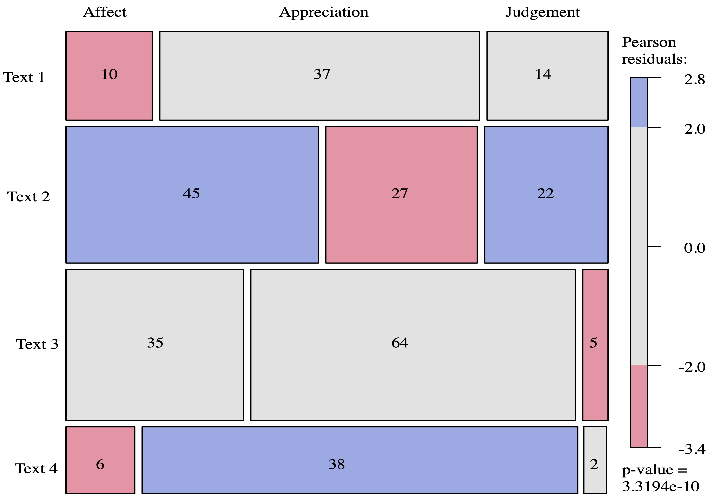 Affect Appreciation Judgement
Pearson
residuals:
Text 1 10 37 14
2.8
2.0
Text 2 45 27 22
0.0
Text 3 35 64 5
-2.0
-3.4
Text 4 6 38 2
p-value =
3.3194e-10